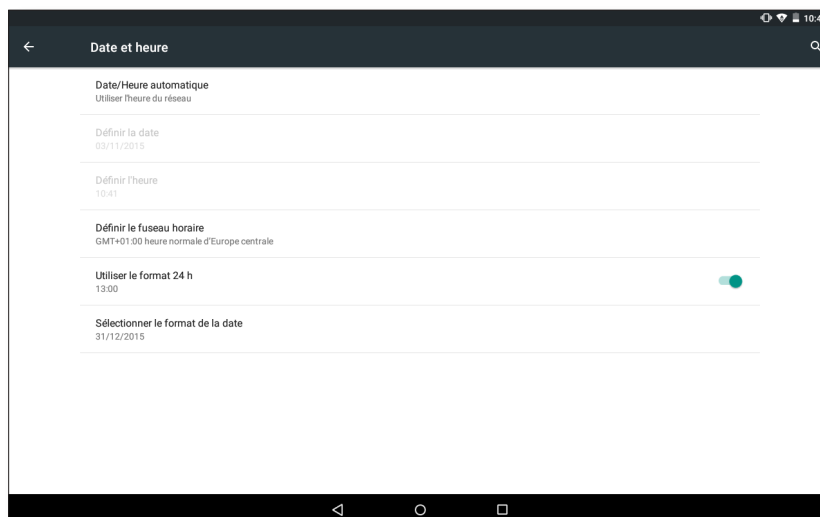 10:4
Date et heure
Date/Heure automatique
Utiliser l'heure du réseau
Définir la date
03/11/2015
Définir l'heure
10:41
Définir le fuseau horaire
GMT+01:00 heure normale d'Europe centrale
Utiliser le format 24 h
13:00
Sélectionner le format de la date
31/12/2015